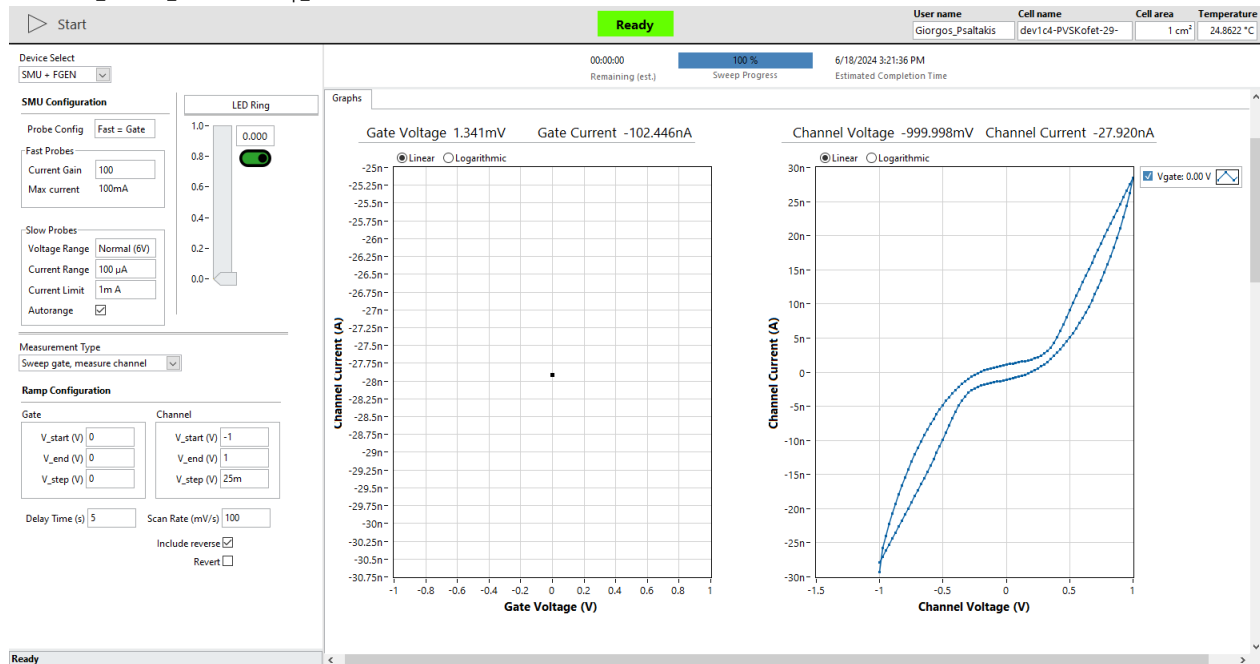 Start
Ready
User name
Cell name
Cell area
Temperature
Giorgos_Psaltakis
dev1c4-PVSKofet-29-
1 cm²
24.8622 °C
Device Select
SMU + FGEN
00:00:00
100 %
6/18/2024 3:21:36 PM
Remaining (est.)
Sweep Progress
Estimated Completion Time
SMU Configuration
Probe Config
Fast = Gate
Fast Probes
Current Gain
100
Max current
100mA
Slow Probes
Voltage Range
Normal (6V)
Current Range
100 µA
Current Limit
1m A
Autorange
LED Ring
1.0
0.000
0.8
0.6
0.4
0.2
0.0
Measurement Type
Sweep gate, measure channel
Ramp Configuration
Gate
V_start (V) 0
V_end (V) 0
V_step (V) 0
Channel
V_start (V) -1
V_end (V) 1
V_step (V) 25m
Delay Time (s) 5
Scan Rate (mV/s) 100
Include reverse
Revert
Ready
Graphs
Gate Voltage 1.341mV
Gate Current -102.446nA
Linear
Logarithmic
-25n
-25.25n
-25.5n
-25.75n
-26n
-26.25n
-26.5n
-26.75n
-27n
-27.25n
-27.5n
-27.75n
-28n
-28.25n
-28.5n
-28.75n
-29n
-29.25n
-29.5n
-29.75n
-30n
-30.25n
-30.5n
-30.75n
Channel Current (A)
-1 -0.8 -0.6 -0.4 -0.2 0 0.2 0.4 0.6 0.8 1
Gate Voltage (V)
Channel Voltage -999.998mV
Channel Current -27.920nA
Linear
Logarithmic
30n
25n
20n
15n
10n
5n
0
-5n
-10n
-15n
-20n
-25n
-30n
Channel Current (A)
-1.5 -1 -0.5 0 0.5 1
Channel Voltage (V)
Vgate: 0.00 V